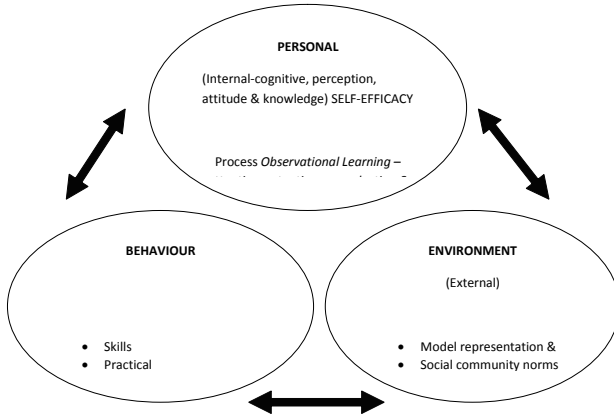 PERSONAL
(Internal-cognitive, perception,
attitude & knowledge) SELF-EFFICACY
Process Observational Learning –
BEHAVIOUR
• Skills
• Practical
ENVIRONMENT
(External)
• Model representation &
• Social community norms